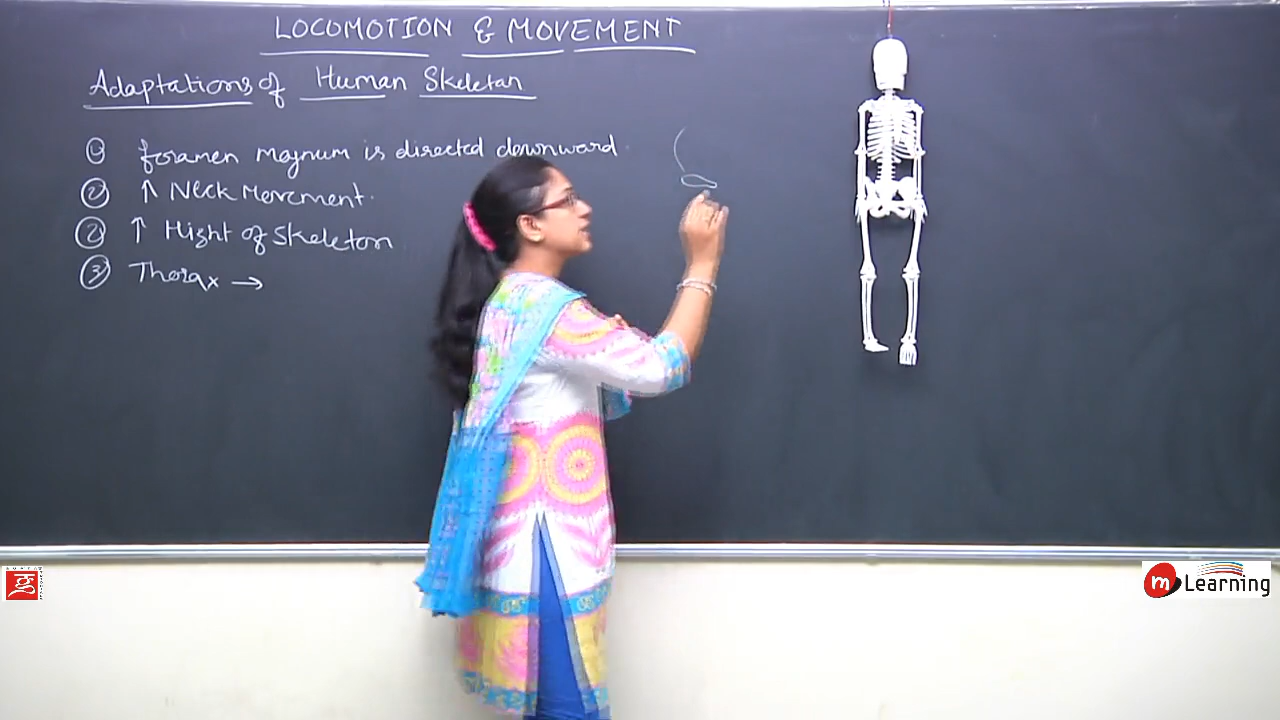 LOCOMOTION & MOVEMENT
Adaptations of Human Skeletan
① foramen Magnum is directed downward.
② ↑ Neck Movement.
② ↑ Hight of Skeleton
③ Thorax →
g
m Learning